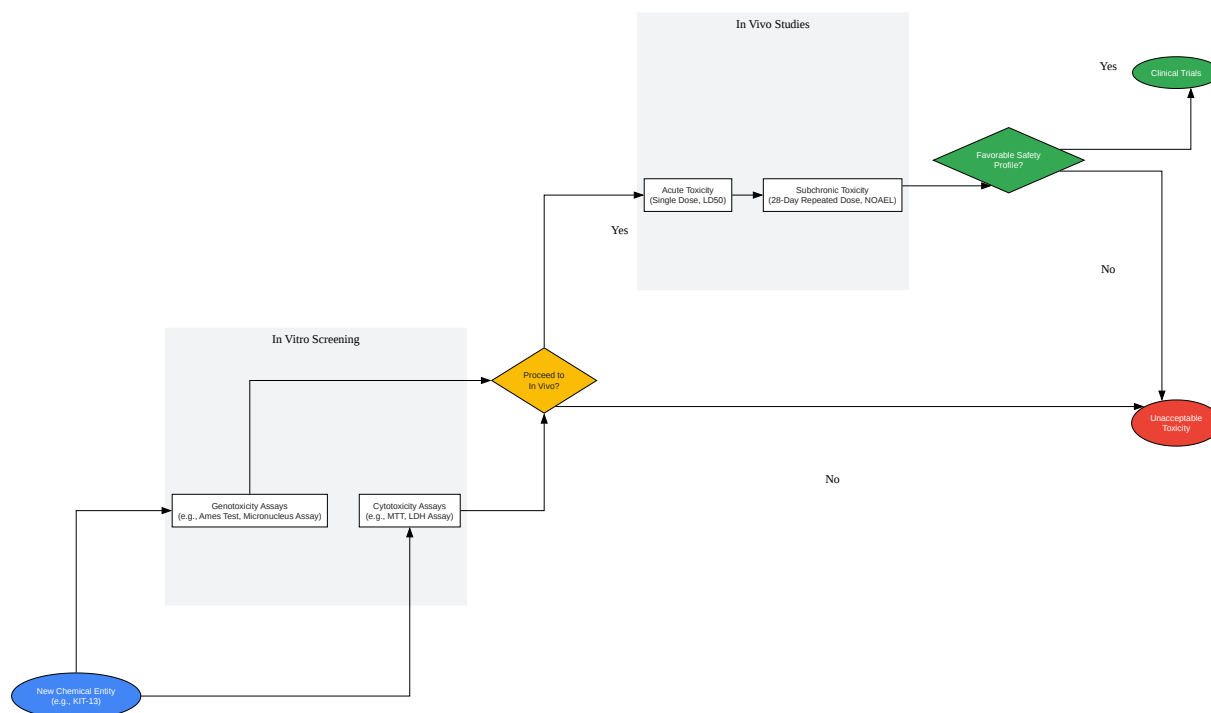 In Vivo Studies
Yes
Clinical Trials
Favorable Safety
Profile?
Acute Toxicity
(Single Dose, LD50)
Subchronic Toxicity
(28-Day Repeated Dose, NOAEL)
Yes
No
In Vitro Screening
Proceed to
In Vivo?
Unacceptable
Toxicity
No
Genotoxicity Assays
(e.g., Ames Test, Micronucleus Assay)
Cytotoxicity Assays
(e.g., MTT, LDH Assay)
New Chemical Entity
(e.g., KIT-13)